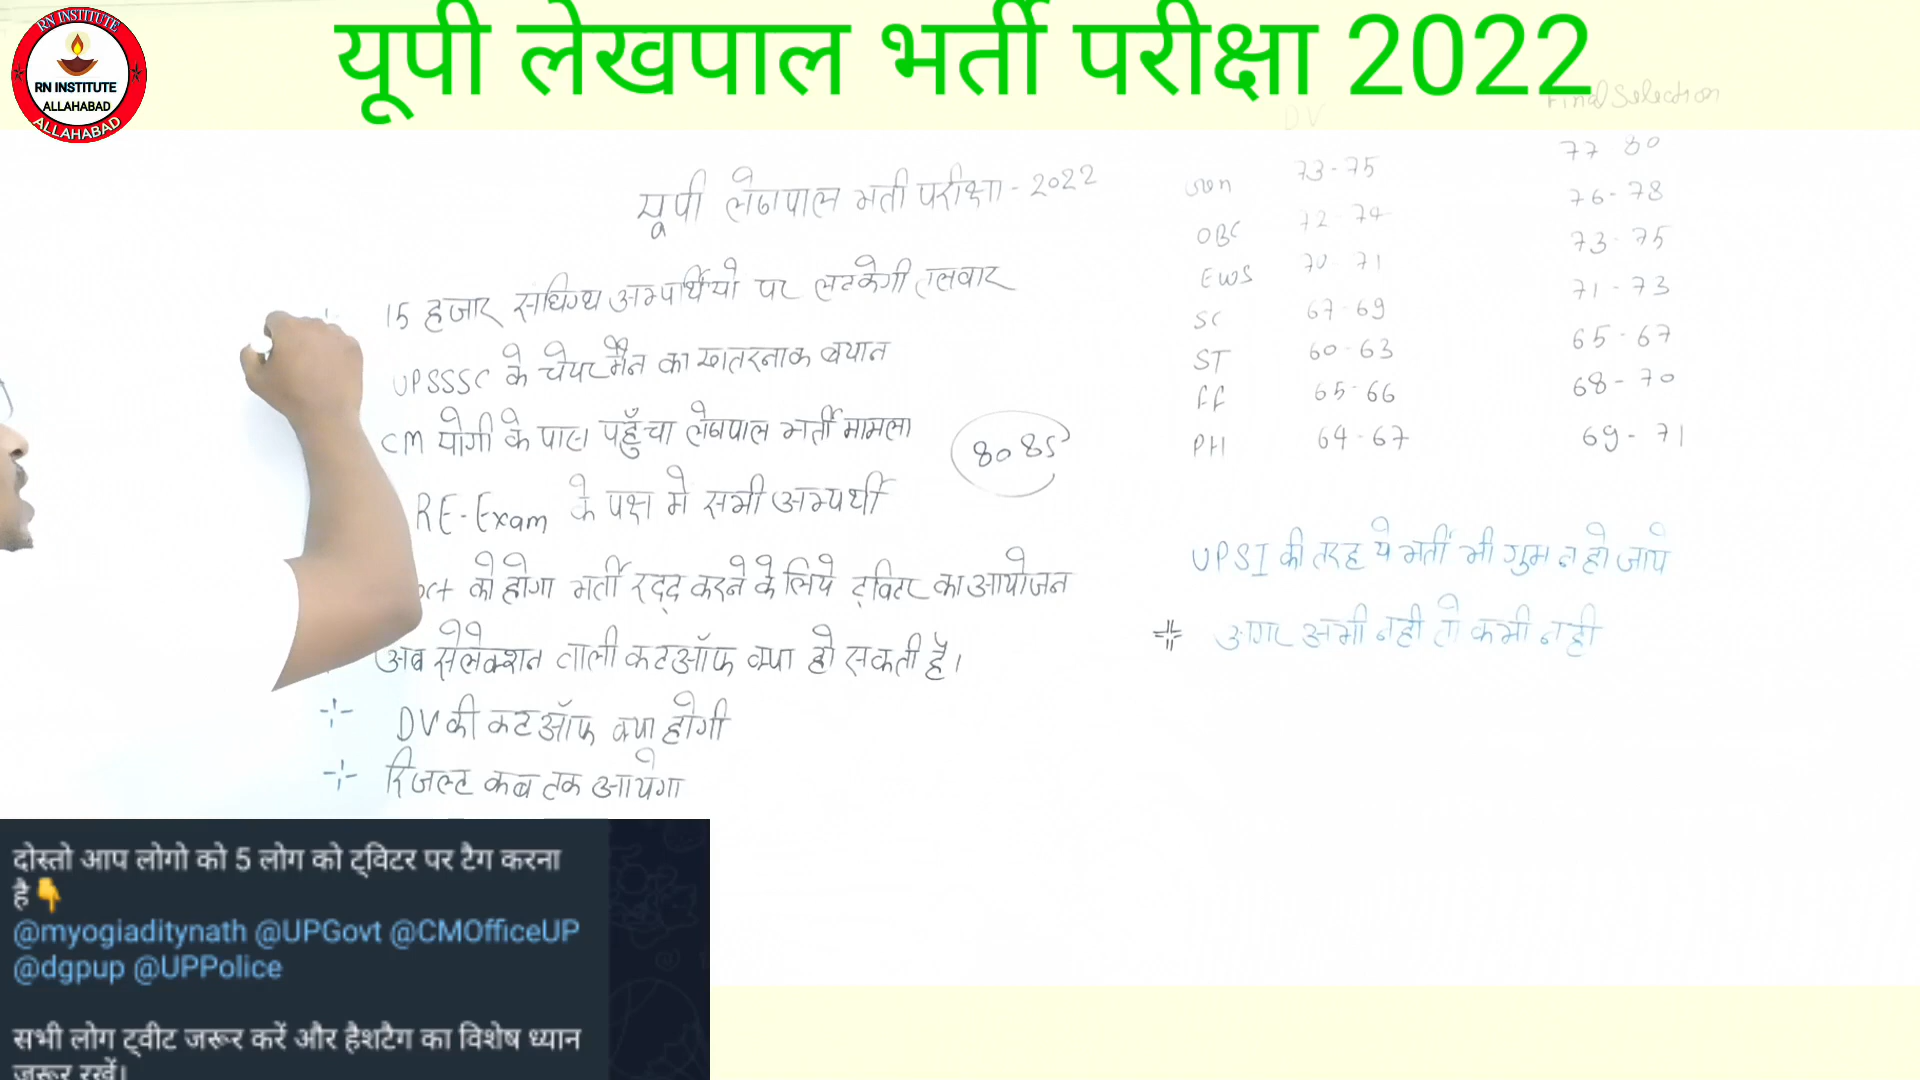 RN INSTITUTE
RN INSTITUTE
ALLAHABAD
ALLAHABAD
यूपी लेखपाल भर्ती परीक्षा 2022
यूपी लेखपाल भर्ती परीक्षा - 2022
15 हजार संधिग्ध अभ्यर्थियो पर लटकेगी तलवार
UPSSSC के चेयरमैन का खतरनाक बयान
CM योगी के पास पहुँचा लेखपाल भर्ती मामला
80 85
RE-Exam के पक्ष मे सभी अभ्यर्थी
को होगा भर्ती रद्द करने के लिये ट्विटर का आयोजन
अब सेलेक्शन वाली कटऑफ क्या हो सकती है।
DV की कटऑफ क्या होगी
रिजल्ट कब तक आयेगा
DV Final Selection
Gen 73-75 77 80
OBC 72 74 76-78
EWS 70 71 73-75
SC 67-69 71-73
ST 60-63 65-67
FF 65-66 68-70
PH 64-67 69-71
UPSI की तरह ये भर्ती भी गुम न हो जाये
अगर अभी नही तो कभी नही
दोस्तो आप लोगो को 5 लोग को ट्विटर पर टैग करना
है👇
@myogiadityanath @UPGovt @CMOfficeUP
@dgpup @UPPolice
सभी लोग ट्वीट जरूर करें और हैशटैग का विशेष ध्यान
जरूर रखें।